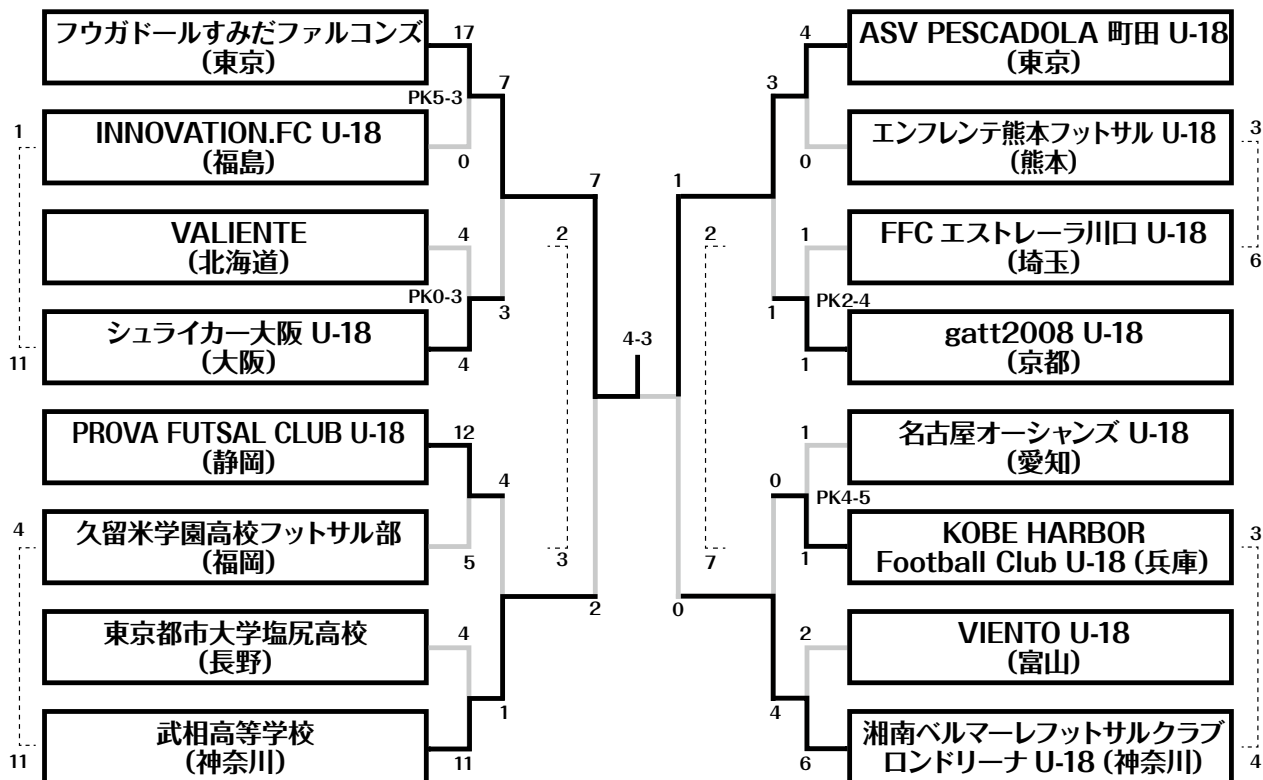 フウガドールすみだファルコンズ
(東京)
17
INNOVATION.FC U-18
(福島)
0
PK5-3
7
1
VALIENTE
(北海道)
4
シュライカー大阪 U-18
(大阪)
4
PK0-3
3
11
7
PROVA FUTSAL CLUB U-18
(静岡)
12
久留米学園高校フットサル部
(福岡)
5
4
4
東京都市大学塩尻高校
(長野)
4
武相高等学校
(神奈川)
11
1
11
2
2
3
4-3
ASV PESCADOLA 町田 U-18
(東京)
4
エンフレンテ熊本フットサル U-18
(熊本)
0
3
3
FFC エストレーラ川口 U-18
(埼玉)
1
gatt2008 U-18
(京都)
1
PK2-4
1
6
1
名古屋オーシャンズ U-18
(愛知)
1
KOBE HARBOR
Football Club U-18 (兵庫)
1
PK4-5
0
3
VIENTO U-18
(富山)
2
湘南ベルマーレフットサルクラブ
ロンドリーナ U-18 (神奈川)
6
4
4
0
2
7